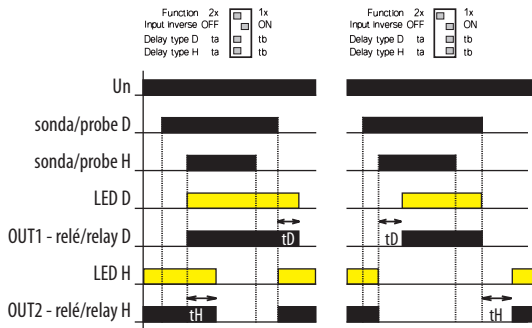 Function 2x 1x
Input inverse OFF ON
Delay type D ta tb
Delay type H ta tb
Function 2x 1x
Input inverse OFF ON
Delay type D ta tb
Delay type H ta tb
Un
sonda/probe D
sonda/probe H
LED D
OUT1 - relé/relay D
tD
tD
LED H
OUT2 - relé/relay H
tH
tH